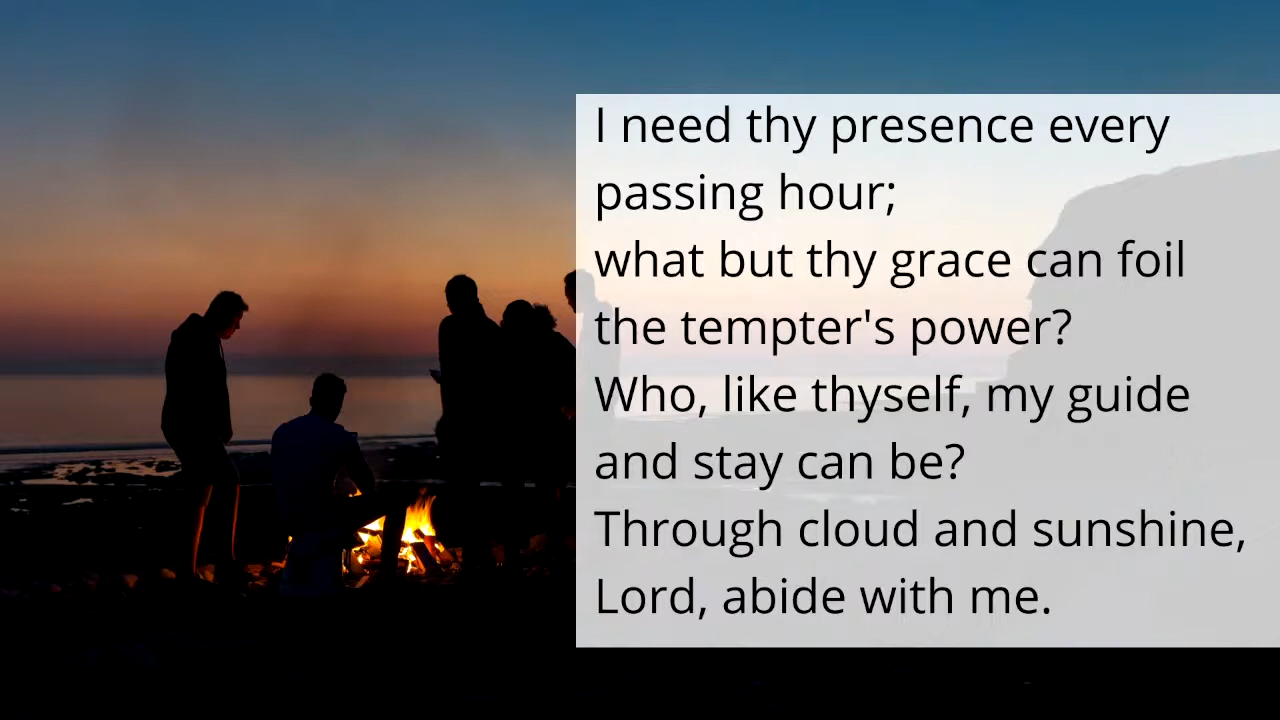 I need thy presence every
passing hour;
what but thy grace can foil
the tempter's power?
Who, like thyself, my guide
and stay can be?
Through cloud and sunshine,
Lord, abide with me.